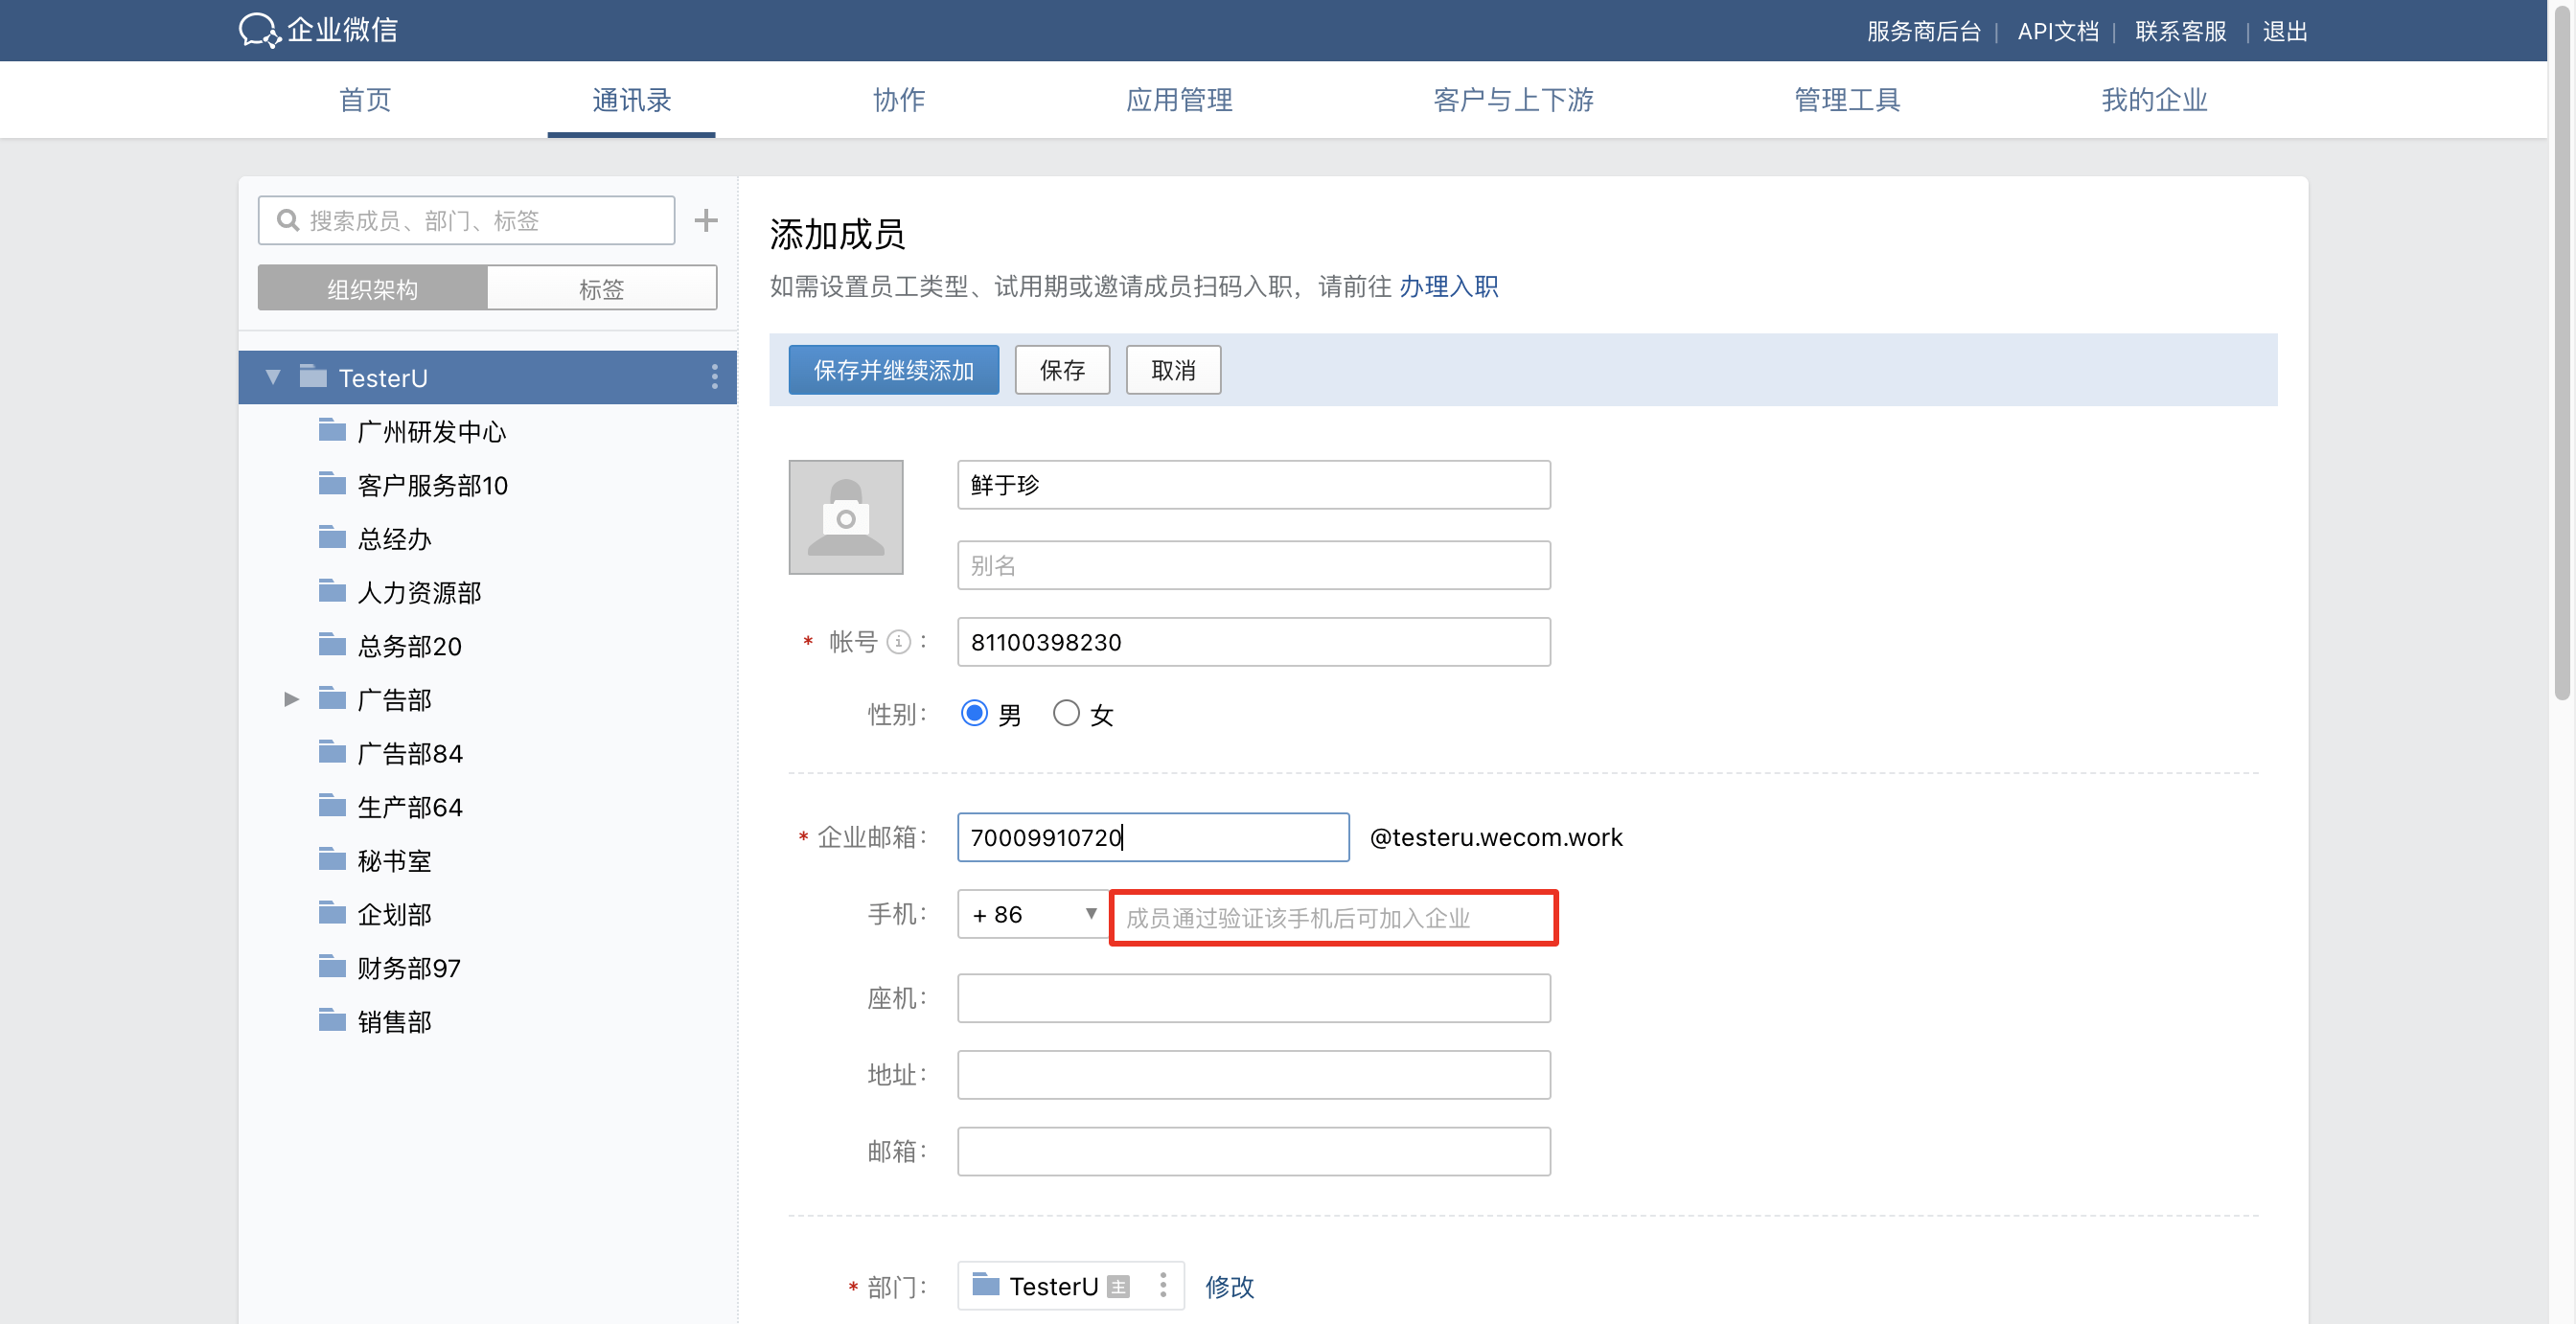 企业微信
服务商后台 | API文档 | 联系客服 | 退出
首页 通讯录 协作 应用管理 客户与上下游 管理工具 我的企业
搜索成员、部门、标签
组织架构 标签
TesterU
广州研发中心
客户服务部10
总经办
人力资源部
总务部20
广告部
广告部84
生产部64
秘书室
企划部
财务部97
销售部
添加成员
如需设置员工类型、试用期或邀请成员扫码入职，请前往 办理入职
保存并继续添加 保存 取消
鲜于珍
别名
* 帐号 : 81100398230
性别: 男 女
* 企业邮箱: 70009910720 @testeru.wecom.work
手机: + 86 成员通过验证该手机后可加入企业
座机:
地址:
邮箱:
* 部门: TesterU 主 修改